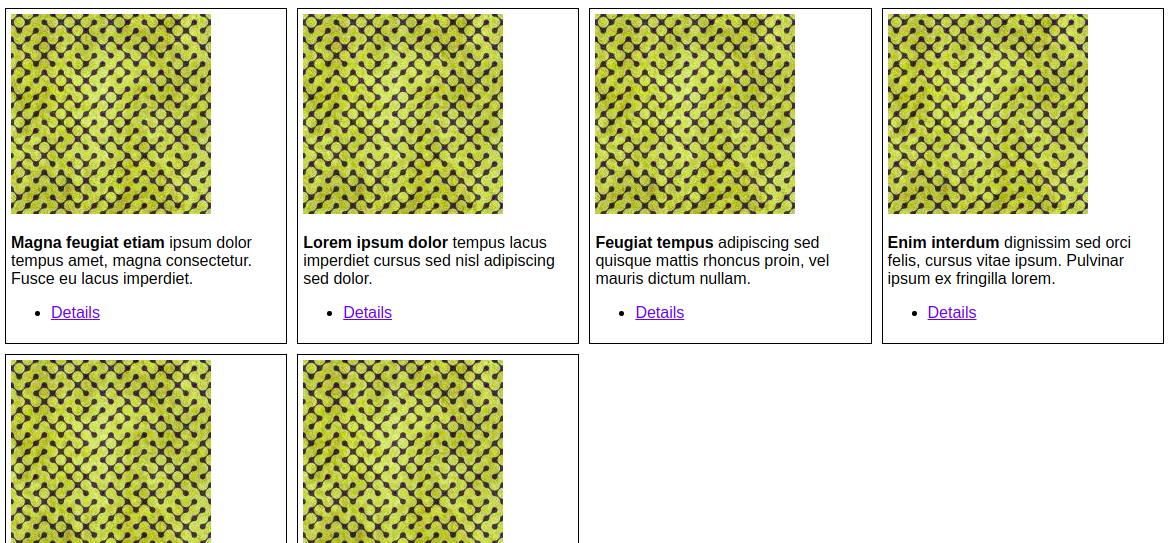 Magna feugiat etiam ipsum dolor
tempus amet, magna consectetur.
Fusce eu lacus imperdiet.
Details
Lorem ipsum dolor tempus lacus
imperdiet cursus sed nisl adipiscing
sed dolor.
Details
Feugiat tempus adipiscing sed
quisque mattis rhoncus proin, vel
mauris dictum nullam.
Details
Enim interdum dignissim sed orci
felis, cursus vitae ipsum. Pulvinar
ipsum ex fringilla lorem.
Details